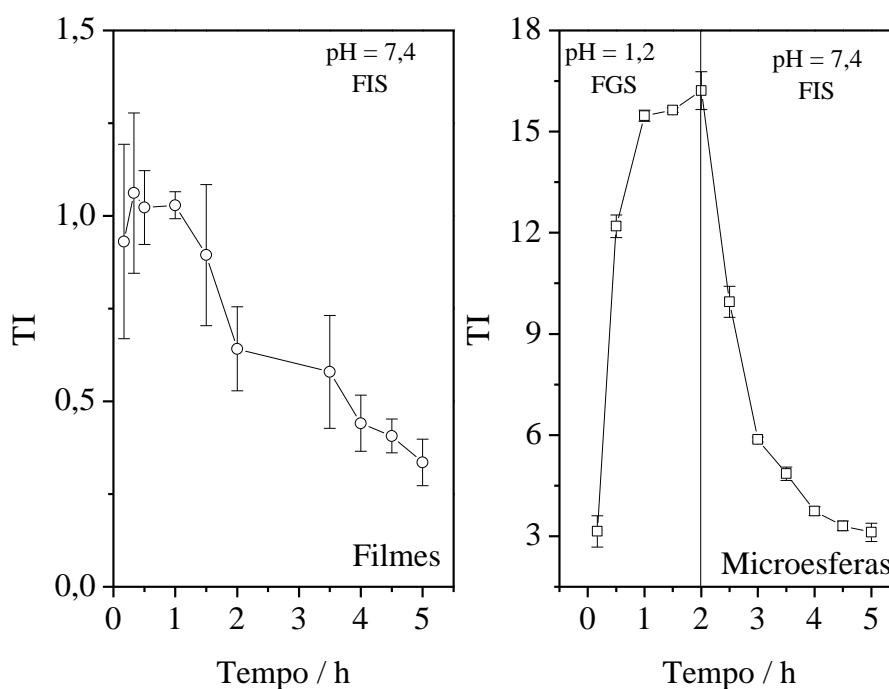 1,5
1,0
0,5
0,0
TI
pH = 7,4
FIS
Filmes
0 1 2 3 4 5
Tempo / h
18
15
12
9
6
3
TI
pH = 1,2
FGS
pH = 7,4
FIS
Microesferas
0 1 2 3 4 5
Tempo / h